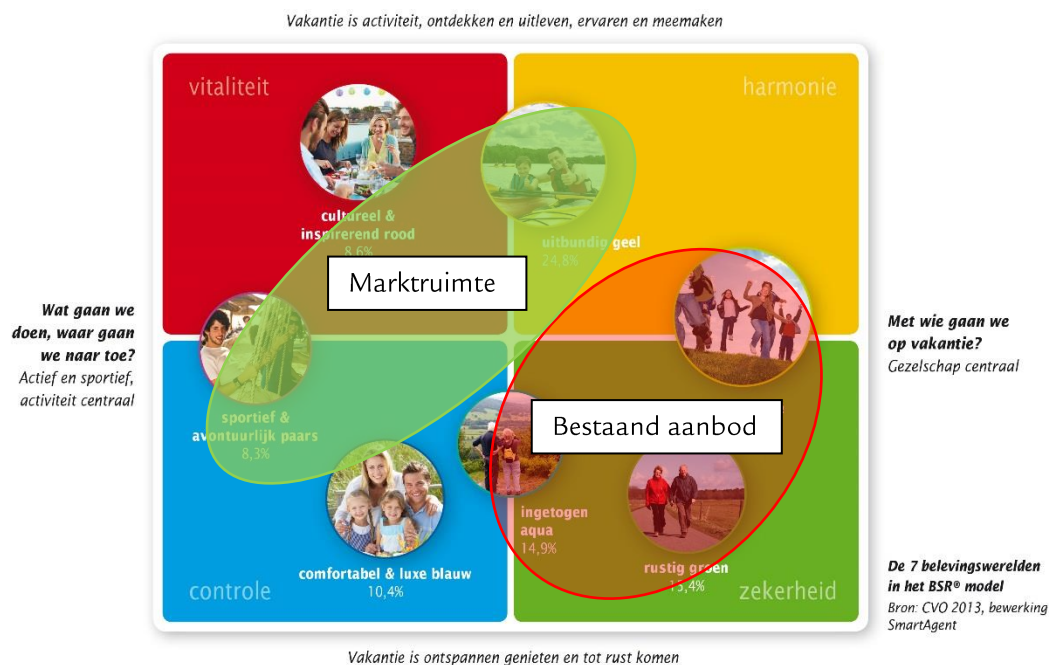 Vakantie is activiteit, ontdekken en uitleven, ervaren en meemaken
vitaliteit
harmonie
cultureel &
inspirerend rood
8,6%
uitbundig geel
24,8%
Marktruimte
Wat gaan we
doen, waar gaan
we naar toe?
Actief en sportief,
activiteit centraal
Met wie gaan we
op vakantie?
Gezelschap centraal
sportief &
avontuurlijk paars
8,3%
Bestaand aanbod
ingetogen
aqua
14,9%
comfortabel & luxe blauw
10,4%
rustig groen
13,4%
controle
zekerheid
De 7 belevingswerelden
in het BSR® model
Bron: CVO 2013, bewerking
SmartAgent
Vakantie is ontspannen genieten en tot rust komen